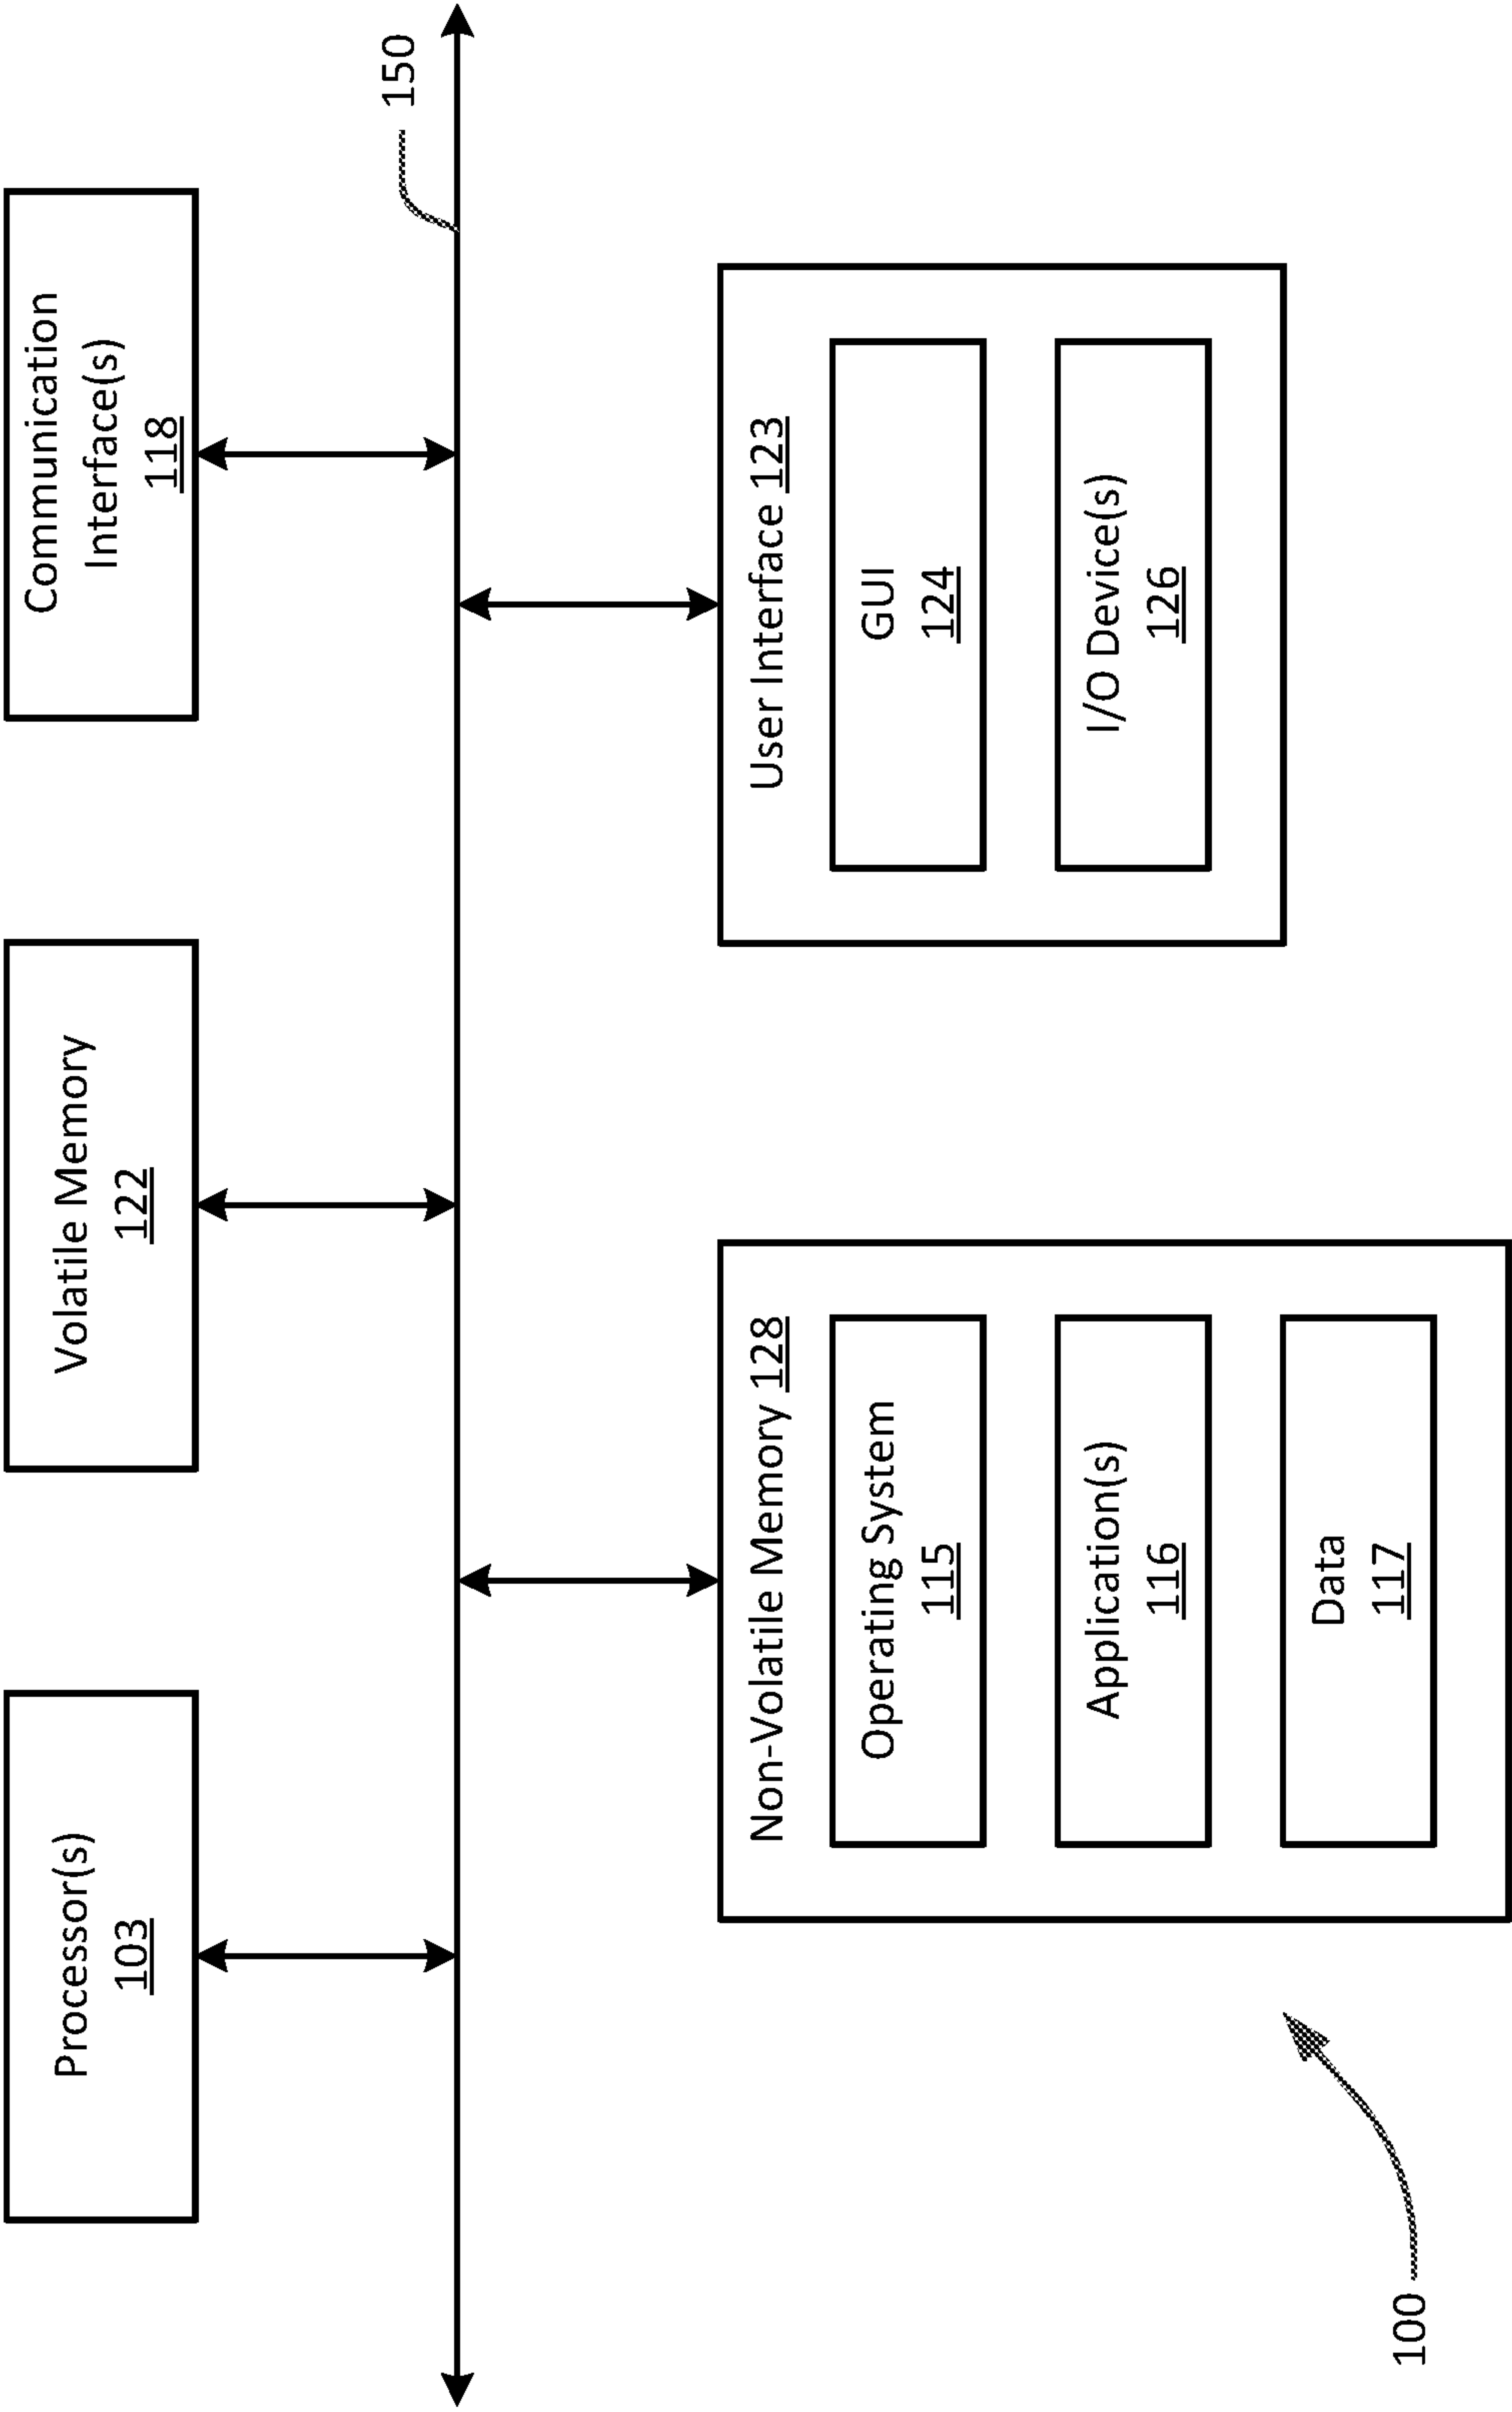 Processor(s)
103
Volatile Memory
122
Communication
Interface(s)
118
150
Non-Volatile Memory 128
Operating System
115
Application(s)
116
Data
117
User Interface 123
GUI
124
I/O Device(s)
126
100